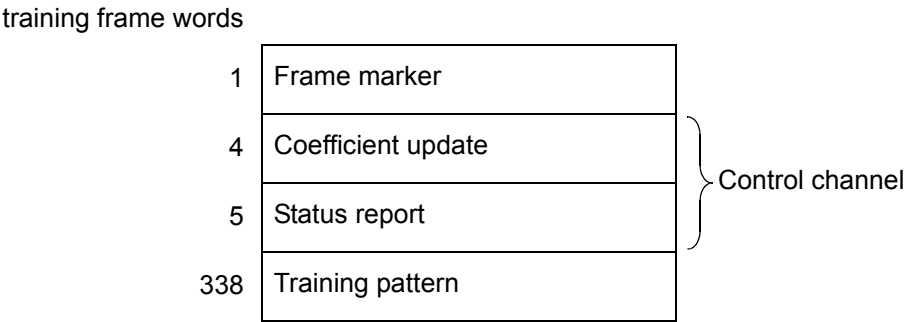 training frame words
1 Frame marker
4 Coefficient update
Control channel
5 Status report
338 Training pattern